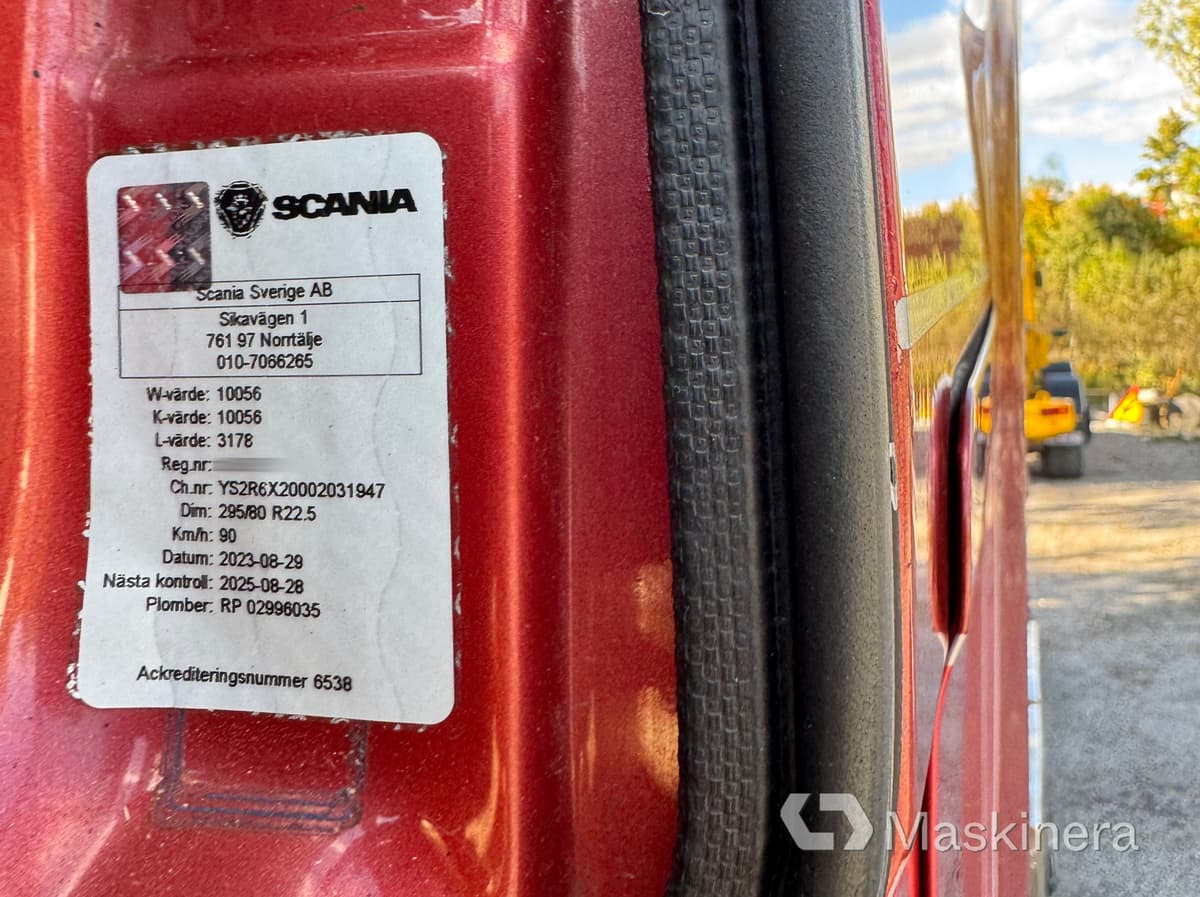 SCANIA
Scania Sverige AB
Sikavägen 1
761 97 Norrtälje
010-7066265
W-värde: 10056
K-värde: 10056
L-värde: 3178
Reg.nr:
Ch.nr: YS2R6X20002031947
Dim: 295/80 R22.5
Km/h: 90
Datum: 2023-08-29
Nästa kontroll: 2025-08-28
Plomber: RP 02996035
Ackrediteringsnummer 6538
Maskinera